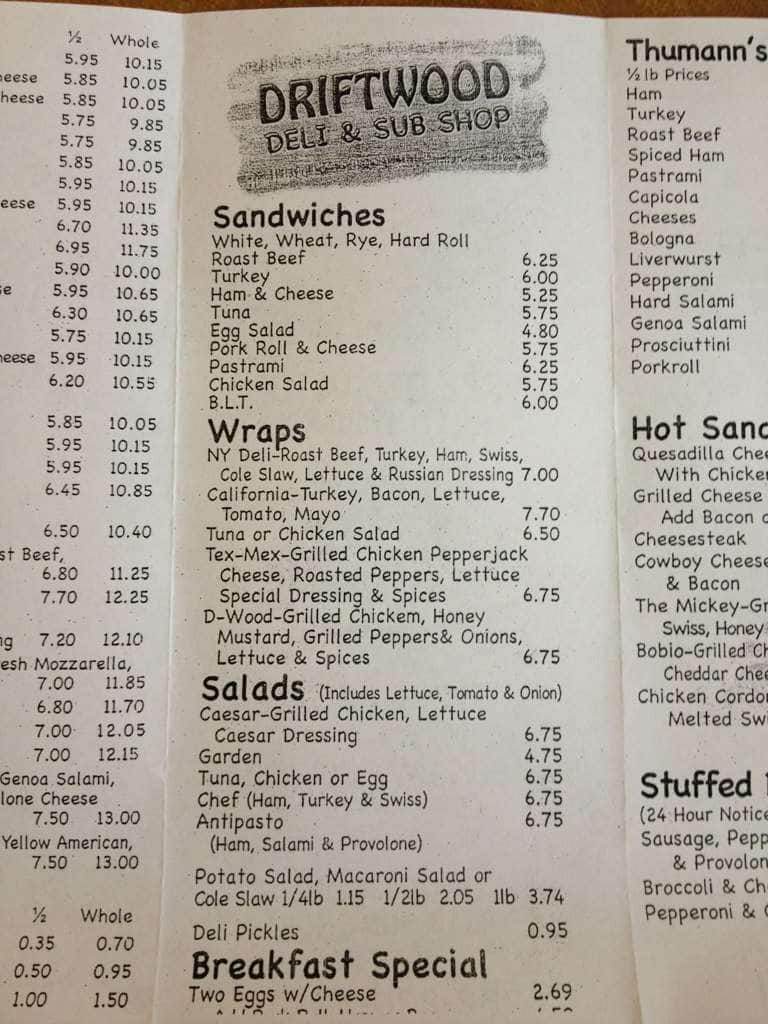 ½ Whole
5.95 10.15
heese 5.85 10.05
heese 5.85 10.05
5.75 9.85
5.75 9.85
5.85 10.05
5.95 10.15
eese 5.95 10.15
6.70 11.35
6.95 11.75
5.90 10.00
se 5.95 10.65
6.30 10.65
5.75 10.15
heese 5.95 10.15
6.20 10.55
5.85 10.05
5.95 10.15
5.95 10.15
6.45 10.85
6.50 10.40
st Beef,
6.80 11.25
7.70 12.25
ng 7.20 12.10
resh Mozzarella,
7.00 11.85
6.80 11.70
7.00 12.05
7.00 12.15
Genoa Salami,
lone Cheese
7.50 13.00
Yellow American,
7.50 13.00
½ Whole
0.35 0.70
0.50 0.95
1.00 1.50
DRIFTWOOD
DELI & SUB SHOP
Sandwiches
White, Wheat, Rye, Hard Roll
Roast Beef 6.25
Turkey 6.00
Ham & Cheese 5.25
Tuna 5.75
Egg Salad 4.80
Pork Roll & Cheese 5.75
Pastrami 6.25
Chicken Salad 5.75
B.L.T. 6.00
Wraps
NY Deli-Roast Beef, Turkey, Ham, Swiss,
Cole Slaw, Lettuce & Russian Dressing 7.00
California-Turkey, Bacon, Lettuce,
Tomato, Mayo 7.70
Tuna or Chicken Salad 6.50
Tex-Mex-Grilled Chicken Pepperjack
Cheese, Roasted Peppers, Lettuce
Special Dressing & Spices 6.75
D-Wood-Grilled Chickem, Honey
Mustard, Grilled Peppers& Onions,
Lettuce & Spices 6.75
Salads (Includes Lettuce, Tomato & Onion)
Caesar-Grilled Chicken, Lettuce
Caesar Dressing 6.75
Garden 4.75
Tuna, Chicken or Egg 6.75
Chef (Ham, Turkey & Swiss) 6.75
Antipasto 6.75
(Ham, Salami & Provolone)
Potato Salad, Macaroni Salad or
Cole Slaw 1/4lb 1.15 1/2lb 2.05 1lb 3.74
Deli Pickles 0.95
Breakfast Special
Two Eggs w/Cheese 2.69
Thumann's
½ lb Prices
Ham
Turkey
Roast Beef
Spiced Ham
Pastrami
Capicola
Cheeses
Bologna
Liverwurst
Pepperoni
Hard Salami
Genoa Salami
Prosciuttini
Porkroll
Hot Sand
Quesadilla Chee
With Chicken
Grilled Cheese
Add Bacon o
Cheesesteak
Cowboy Cheese
& Bacon
The Mickey-Gr
Swiss, Honey
Bobio-Grilled Ch
Cheddar Chee
Chicken Cordon
Melted Swi
Stuffed
(24 Hour Notice
Sausage, Pepp
& Provolon
Broccoli & Ch
Pepperoni &